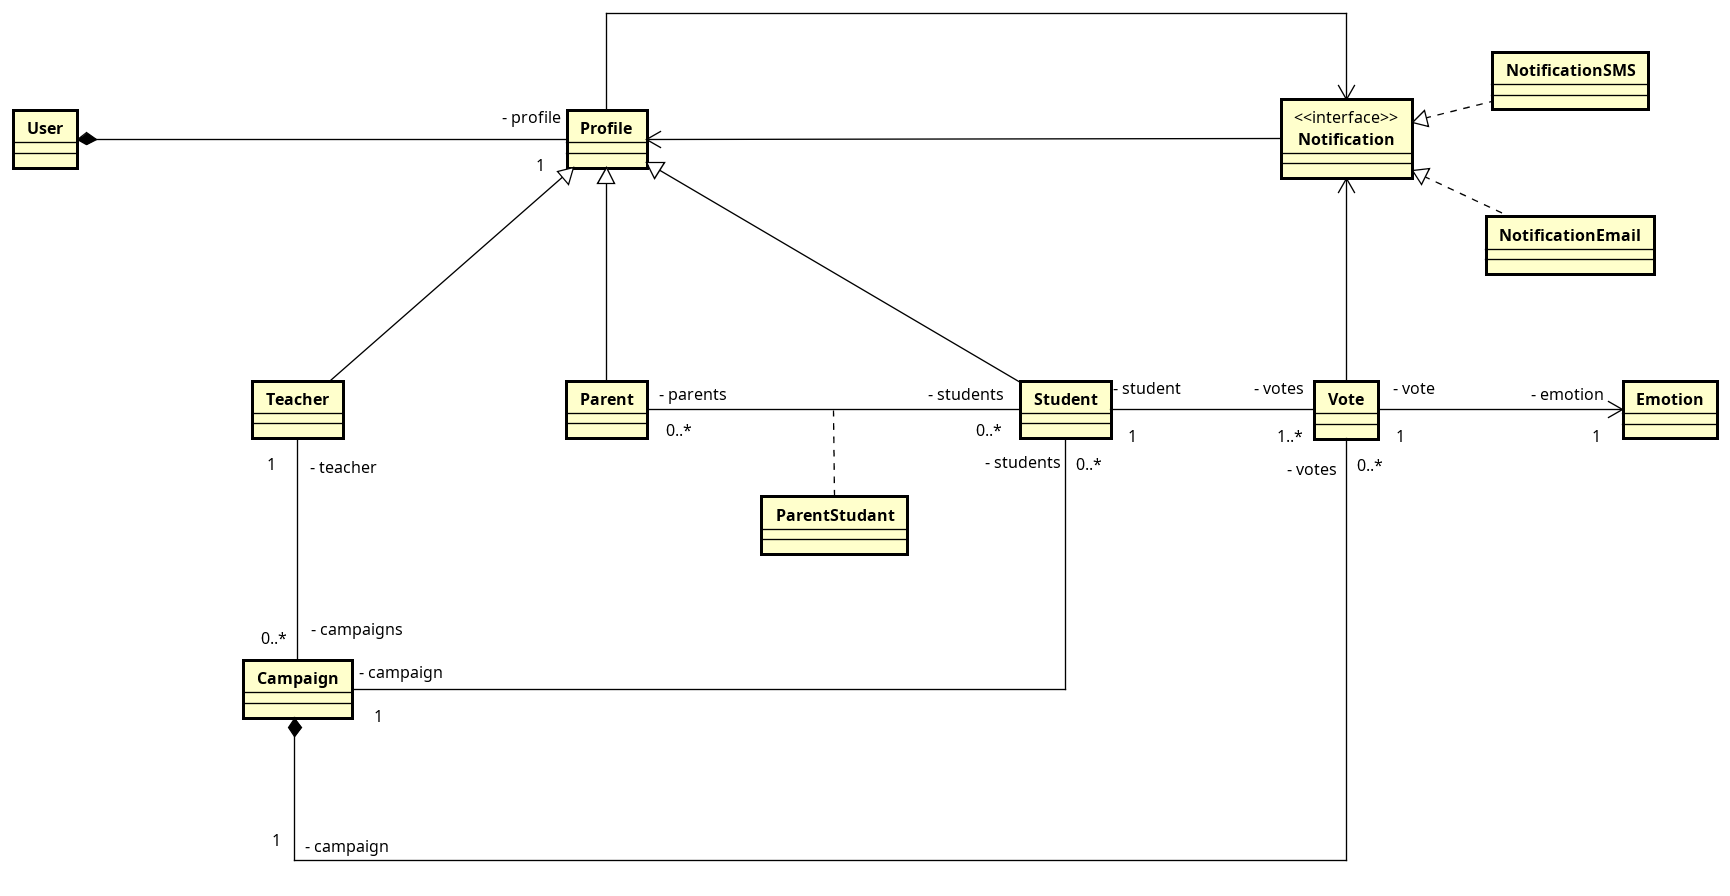 NotificationSMS
User
- profile
Profile
1
<<interface>>
Notification
NotificationEmail
Teacher
Parent
- parents
0..*
- students
0..*
Student
- student
1
- votes
1..*
Vote
- vote
1
- emotion
1
Emotion
1
- teacher
- students
0..*
- votes
0..*
ParentStudant
0..*
- campaigns
Campaign
- campaign
1
1
- campaign